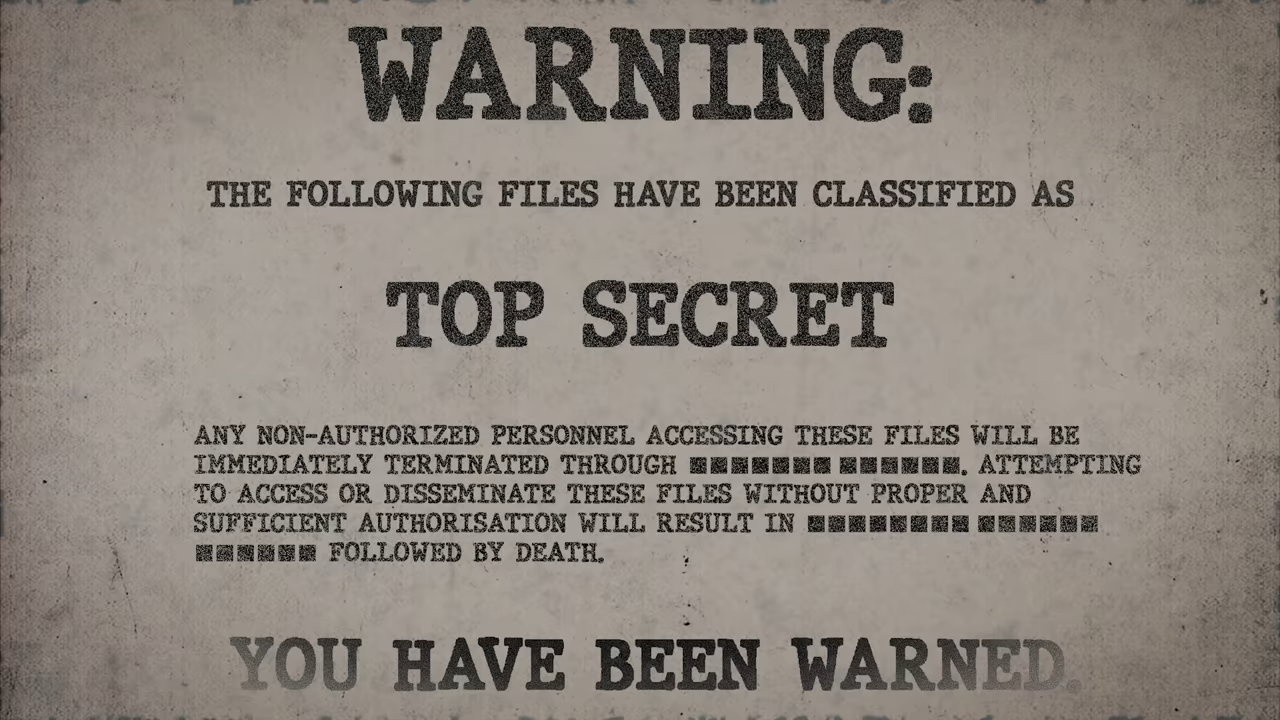 WARNING:
THE FOLLOWING FILES HAVE BEEN CLASSIFIED AS
TOP SECRET
ANY NON-AUTHORIZED PERSONNEL ACCESSING THESE FILES WILL BE
IMMEDIATELY TERMINATED THROUGH ■■■■■■■ ■■■■■■. ATTEMPTING
TO ACCESS OR DISSEMINATE THESE FILES WITHOUT PROPER AND
SUFFICIENT AUTHORISATION WILL RESULT IN ■■■■■■■■ ■■■■■■
■■■■■■ FOLLOWED BY DEATH.
YOU HAVE BEEN WARNED.